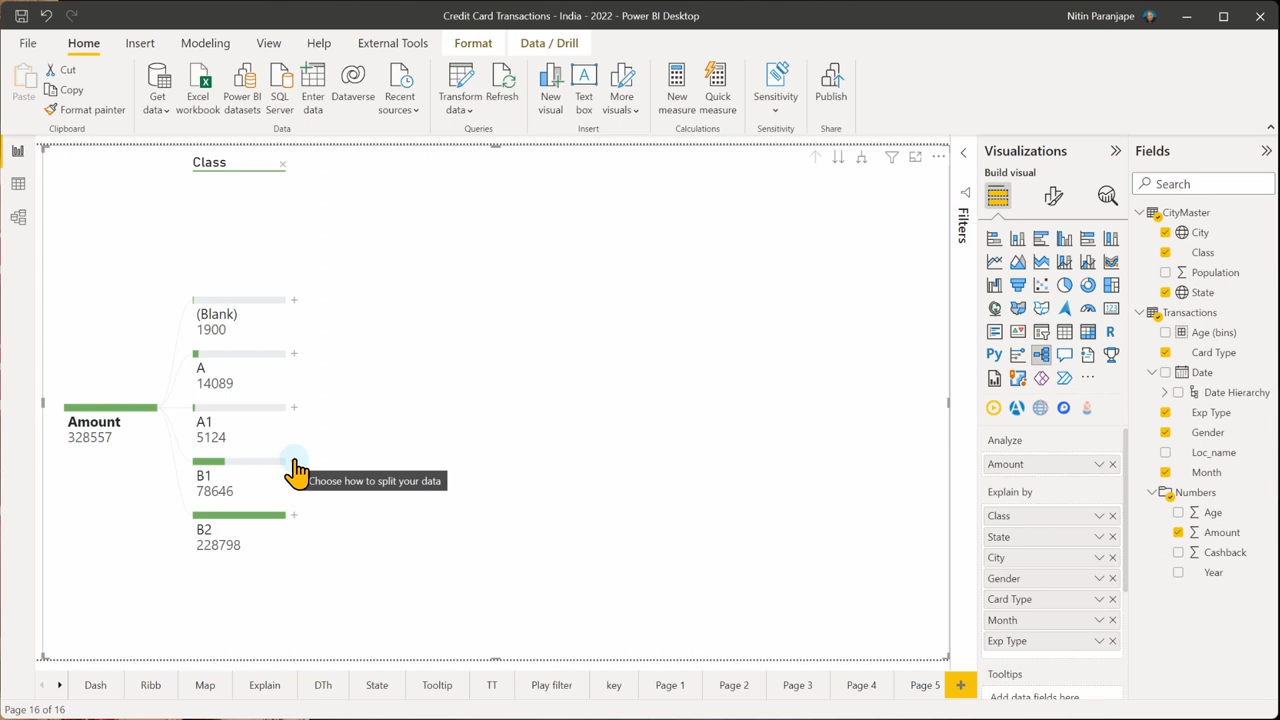 Credit Card Transactions - India - 2022 - Power BI Desktop
Nitin Paranjape
File
Home
Insert
Modeling
View
Help
External Tools
Format
Data / Drill
Paste
Cut
Copy
Format painter
Clipboard
Get
data
Excel
workbook
Power BI
datasets
SQL
Server
Enter
data
Dataverse
Recent
sources
Data
Transform
data
Refresh
Queries
New
visual
Text
box
More
visuals
Insert
New
measure
Quick
measure
Calculations
Sensitivity
Sensitivity
Publish
Share
Class
(Blank)
1900
A
14089
A1
5124
Amount
328557
B1
78646
B2
228798
Choose how to split your data
Filters
Visualizations
Build visual
R
Py
Analyze
Amount
Explain by
Class
State
City
Gender
Card Type
Month
Exp Type
Tooltips
Add data fields here
Fields
Search
CityMaster
City
Class
Population
State
Transactions
Age (bins)
Card Type
Date
Date Hierarchy
Exp Type
Gender
Loc_name
Month
Numbers
Age
Amount
Cashback
Year
Dash
Ribb
Map
Explain
DTh
State
Tooltip
TT
Play filter
key
Page 1
Page 2
Page 3
Page 4
Page 5
Page 16 of 16